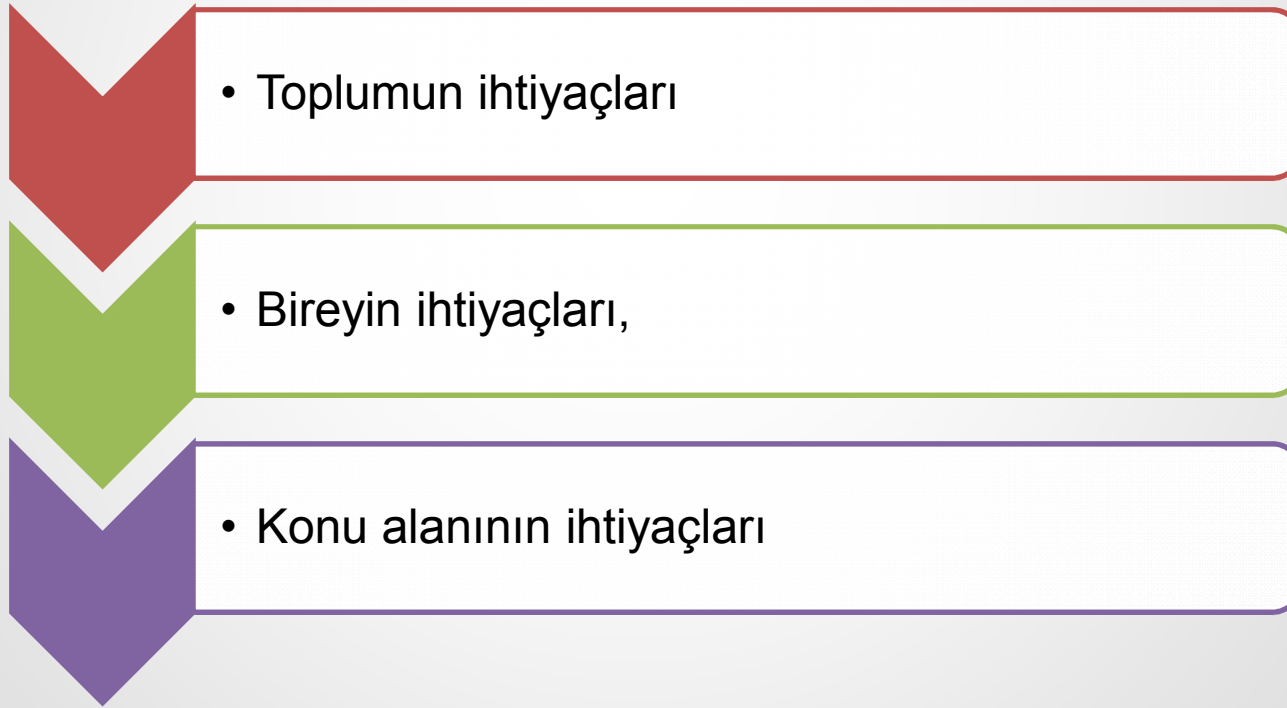 • Toplumun ihtiyaçları
• Bireyin ihtiyaçları,
• Konu alanının ihtiyaçları